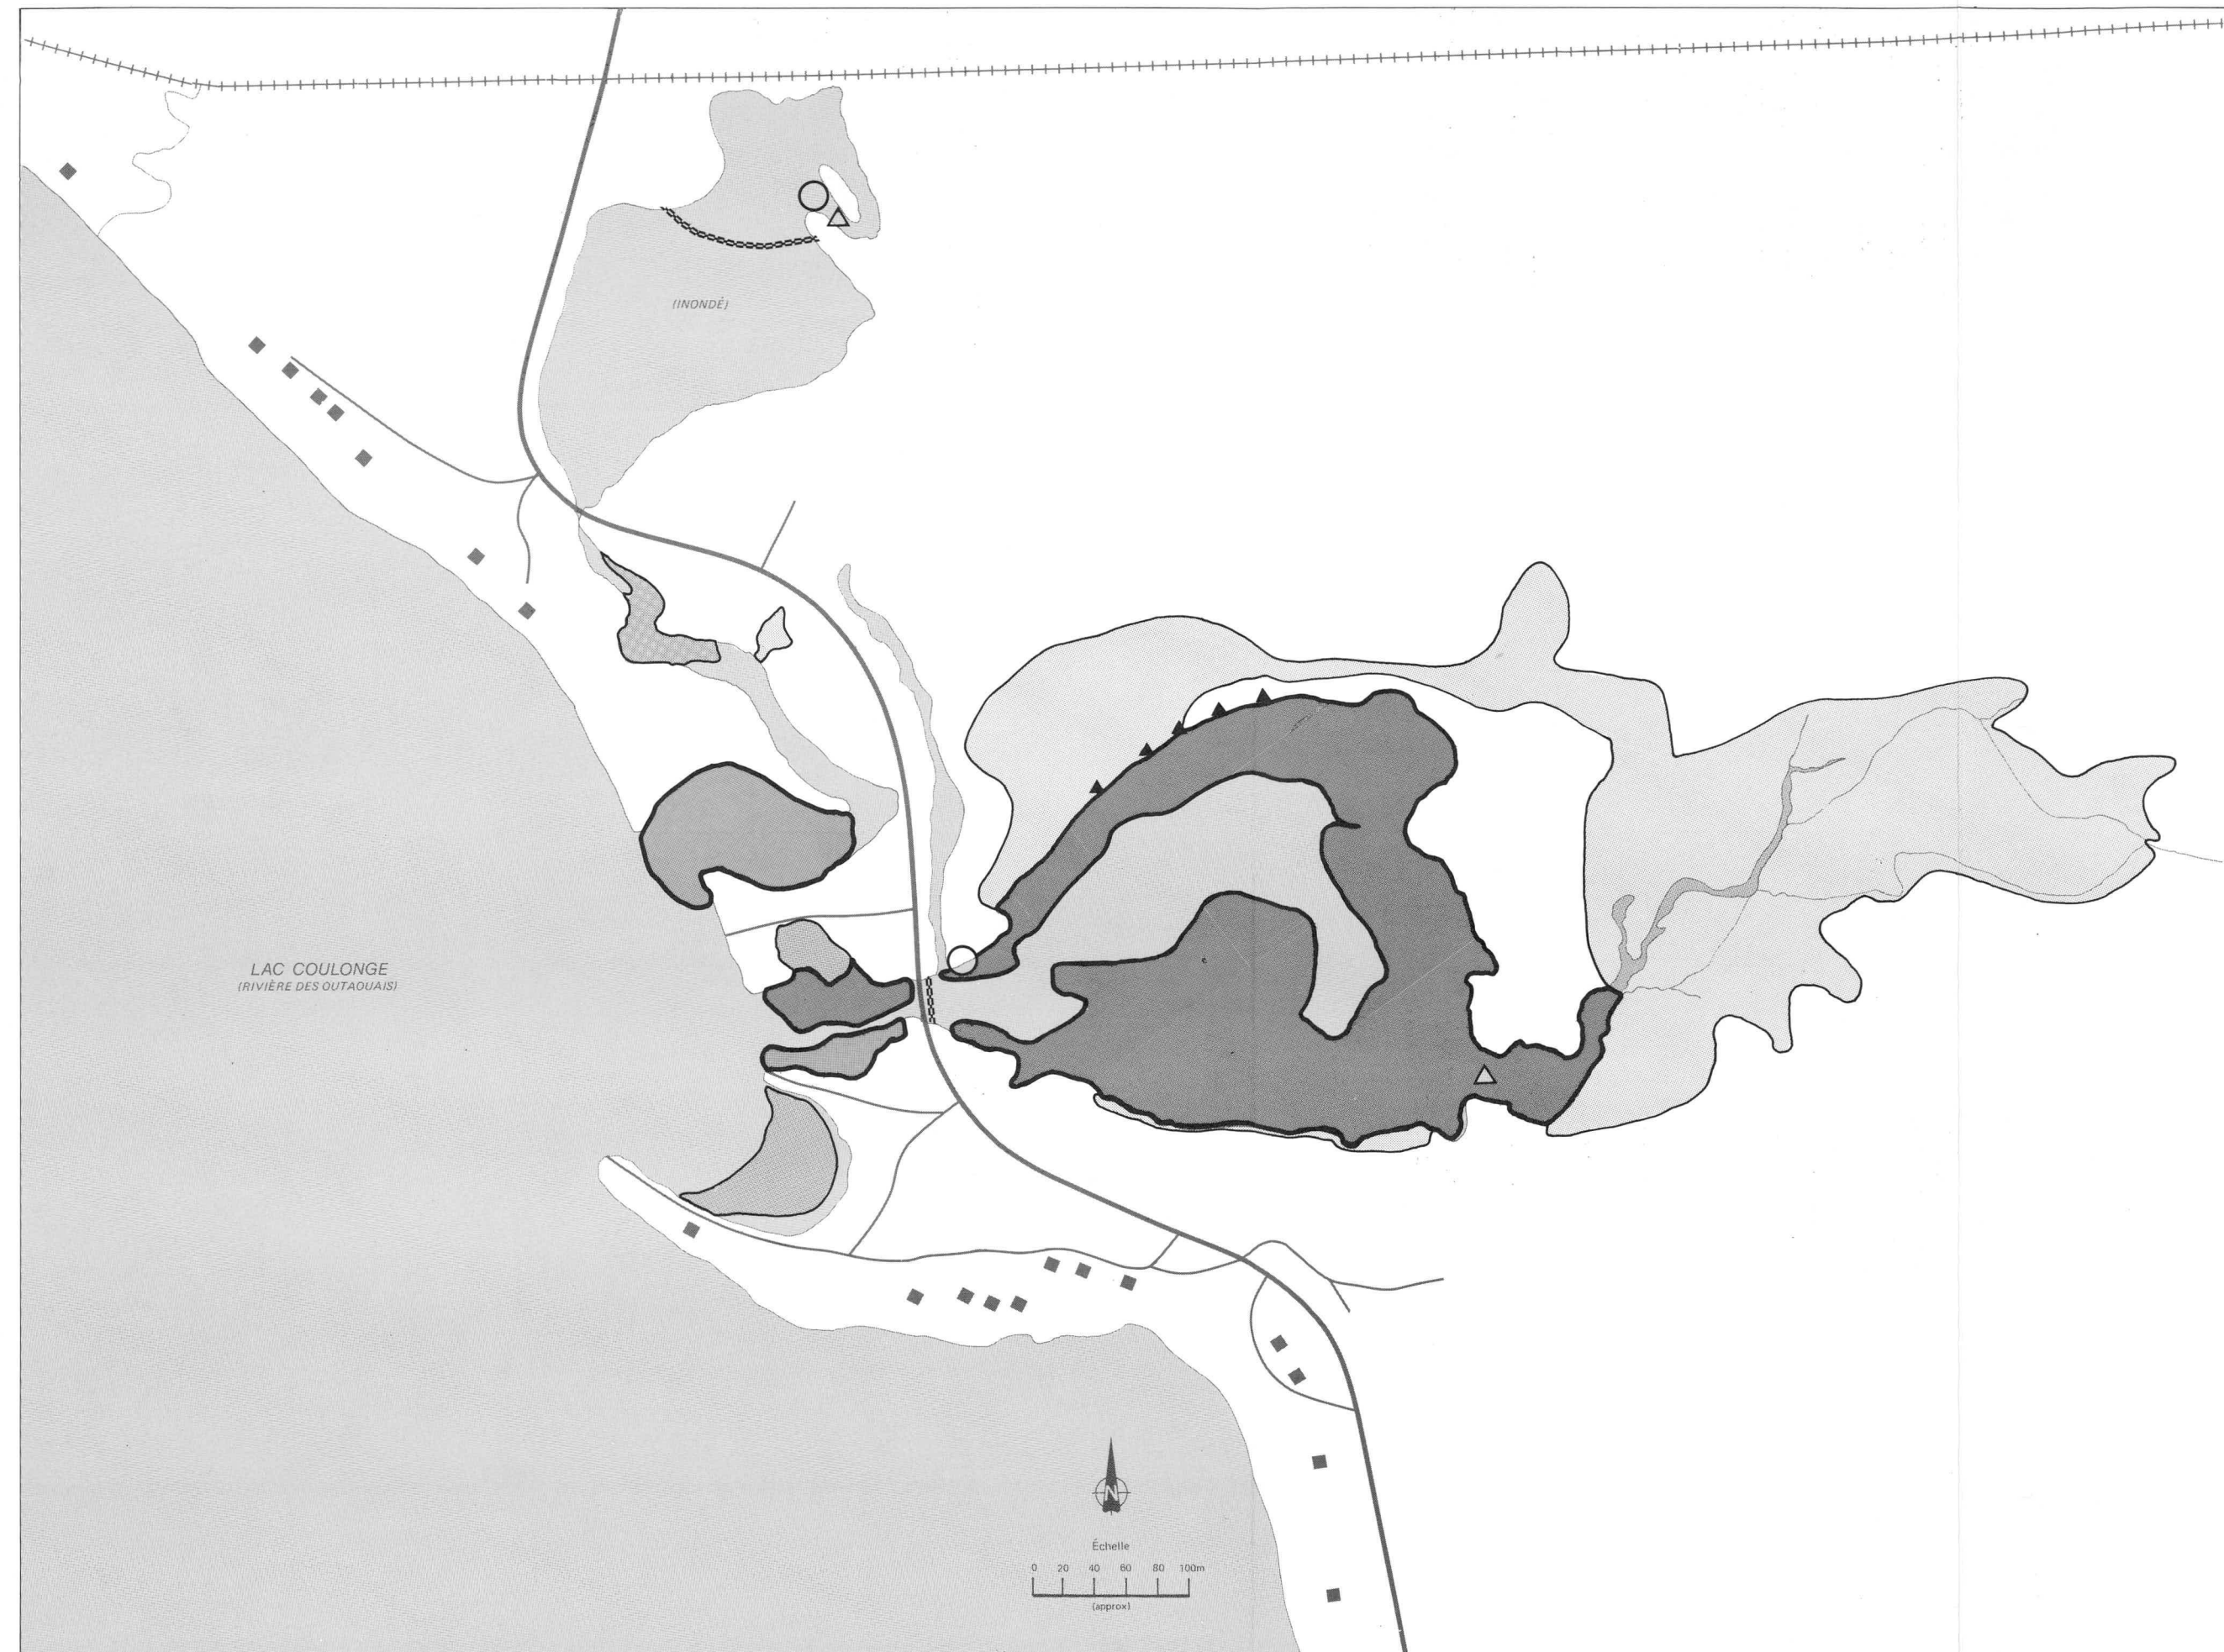 (INONDÉ)
LAC COULONGE
(RIVIÈRE DES OUTAOUAIS)
N
Échelle
0 20 40 60 80 100m
(approx)